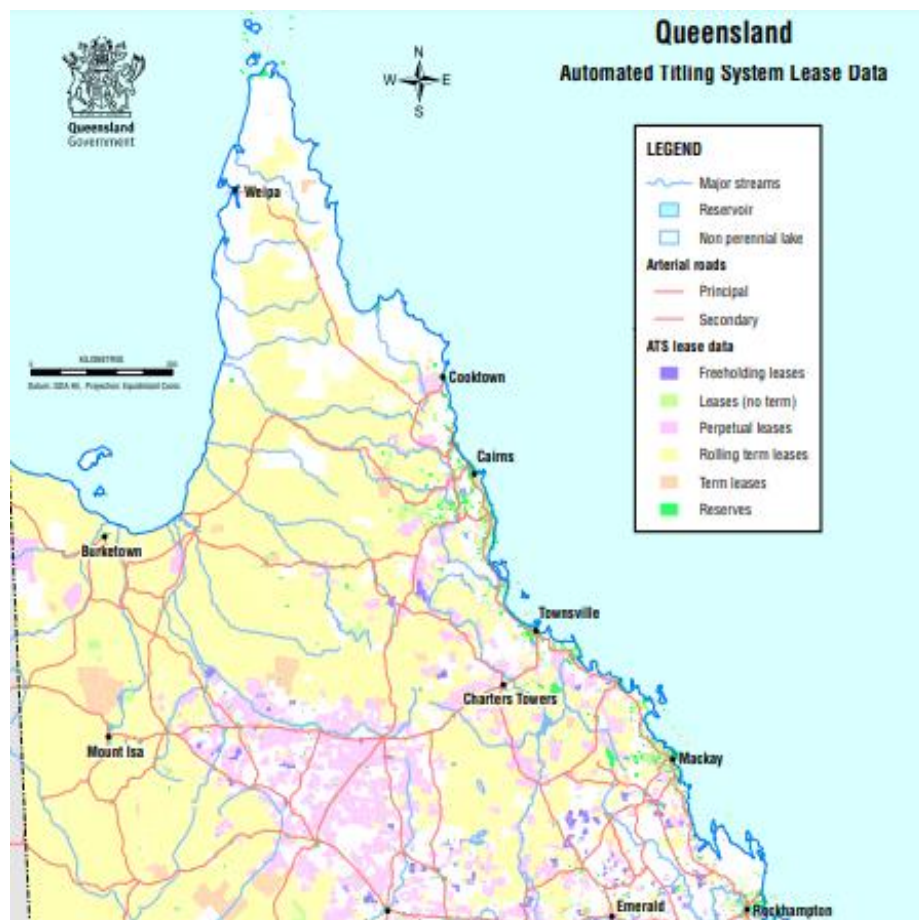 Queensland
Automated Titling System Lease Data
Queensland
Government
N
W E
S
LEGEND
Major streams
Reservoir
Non perennial lake
Arterial roads
Principal
Secondary
ATS lease data
Freeholding leases
Leases (no term)
Perpetual leases
Rolling term leases
Term leases
Reserves
Weipa
KILOMETRES
Cooktown
Cairns
Burketown
Townsville
Charters Towers
Mount Isa
Mackay
Emerald
Rockhampton